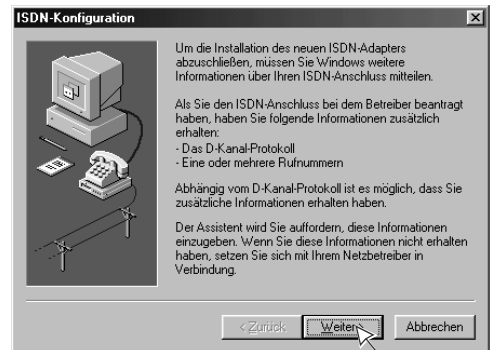 ISDN-Konfiguration
Um die Installation des neuen ISDN-Adapters
abzuschließen, müssen Sie Windows weitere
Informationen über Ihren ISDN-Anschluss mitteilen.
Als Sie den ISDN-Anschluss bei dem Betreiber beantragt
haben, haben Sie folgende Informationen zusätzlich
erhalten:
- Das D-Kanal-Protokoll
- Eine oder mehrere Rufnummern
Abhängig vom D-Kanal-Protokoll ist es möglich, dass Sie
zusätzliche Informationen erhalten haben.
Der Assistent wird Sie auffordern, diese Informationen
einzugeben. Wenn Sie diese Informationen nicht erhalten
haben, setzen Sie sich mit Ihrem Netzbetreiber in
Verbindung.
< Zurück Weiter > Abbrechen